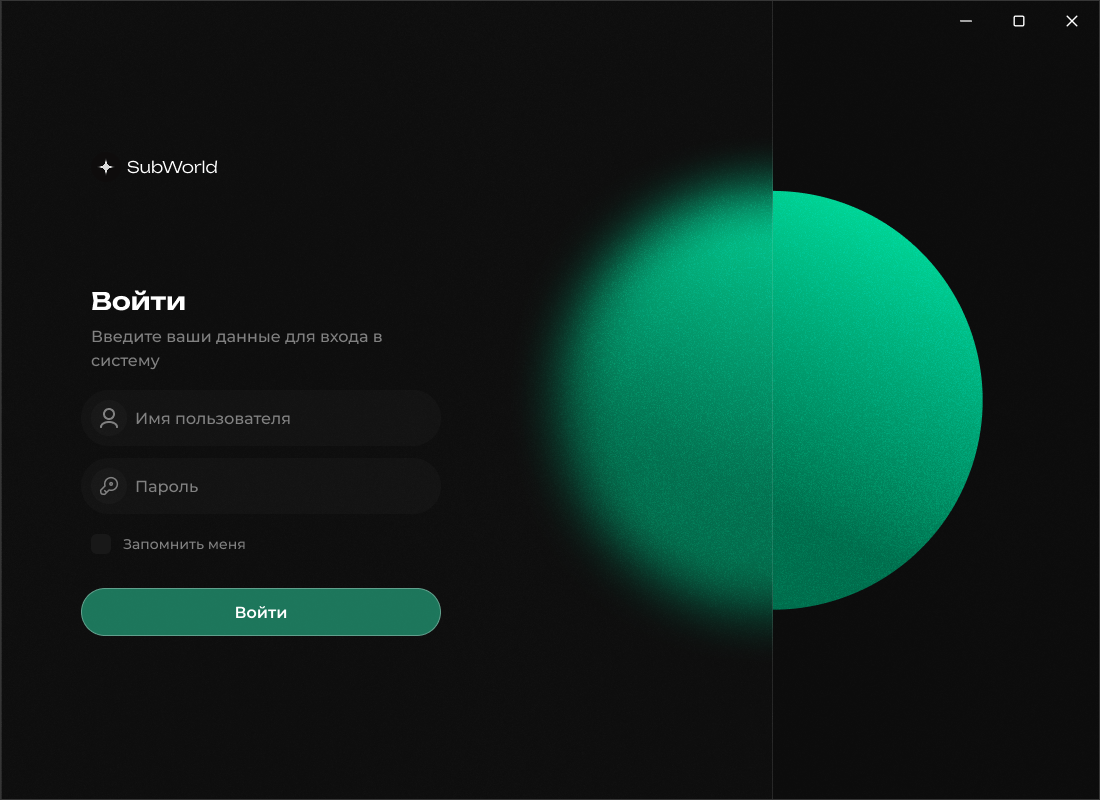 SubWorld
Войти
Введите ваши данные для входа в
систему
Имя пользователя
Пароль
Запомнить меня
Войти